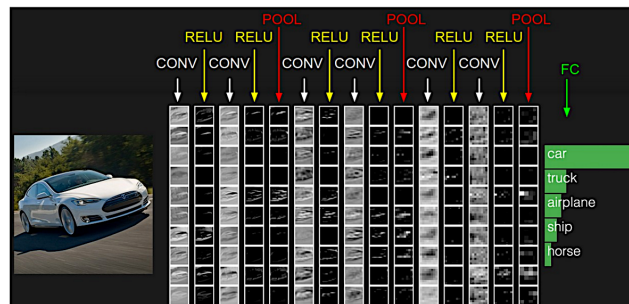 POOL POOL POOL
RELU RELU RELU RELU RELU RELU
CONV CONV CONV CONV CONV CONV
FC
car
truck
airplane
ship
horse